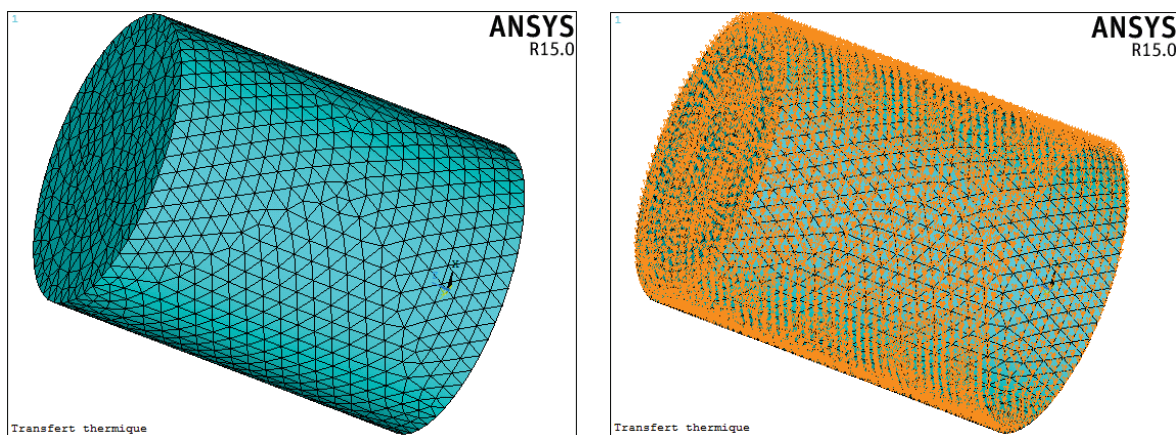 1
ANSYS
R15.0
X
Transfert thermique
1
ANSYS
R15.0
Transfert thermique